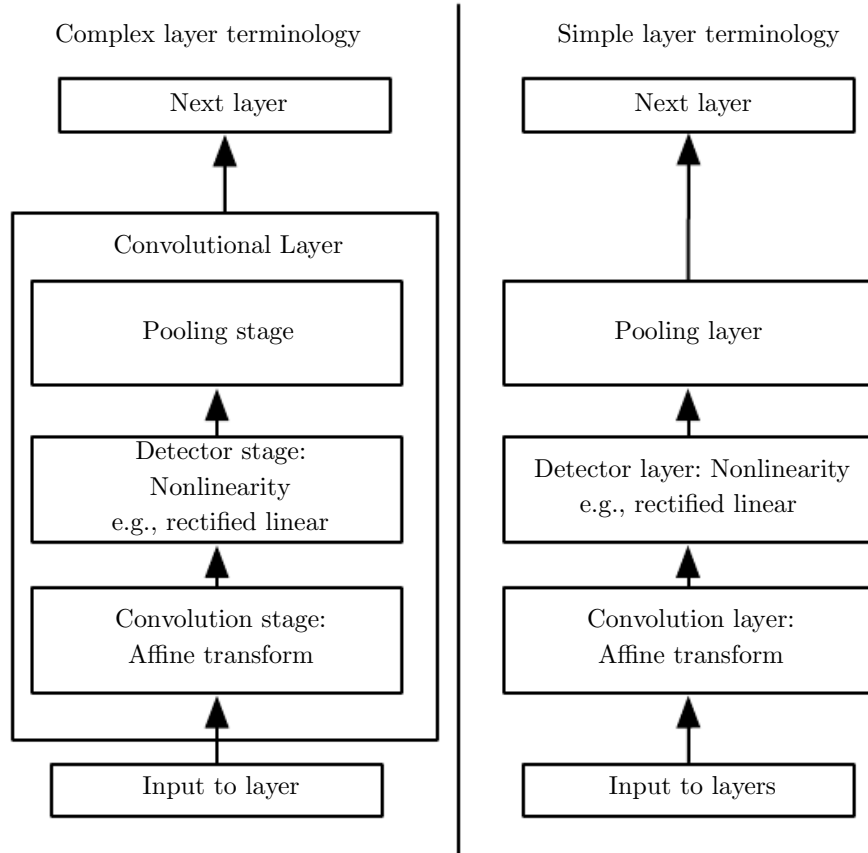 Complex layer terminology
Next layer
Convolutional Layer
Pooling stage
Detector stage:
Nonlinearity
e.g., rectified linear
Convolution stage:
Affine transform
Input to layer
Simple layer terminology
Next layer
Pooling layer
Detector layer: Nonlinearity
e.g., rectified linear
Convolution layer:
Affine transform
Input to layers